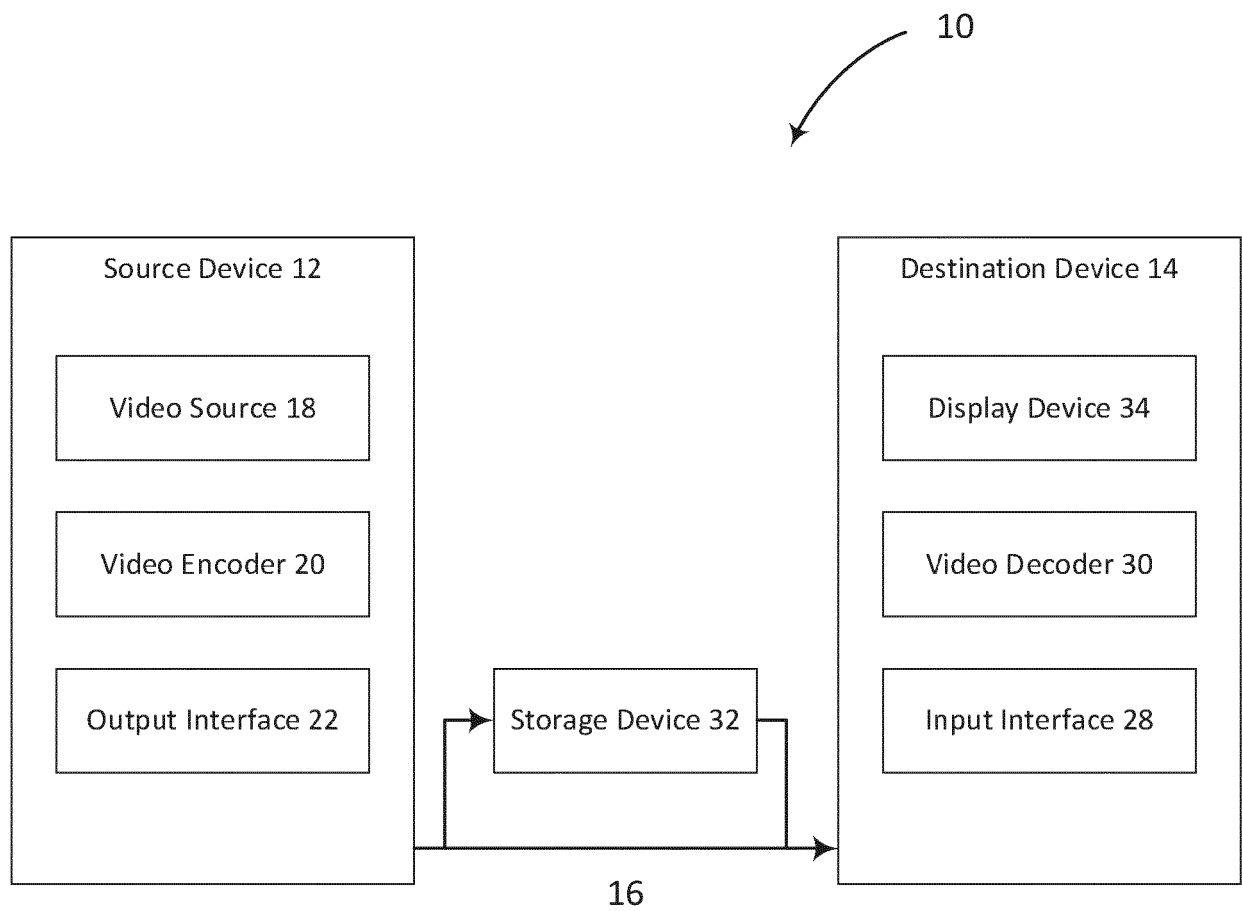 10
Source Device 12
Video Source 18
Video Encoder 20
Output Interface 22
Storage Device 32
16
Destination Device 14
Display Device 34
Video Decoder 30
Input Interface 28